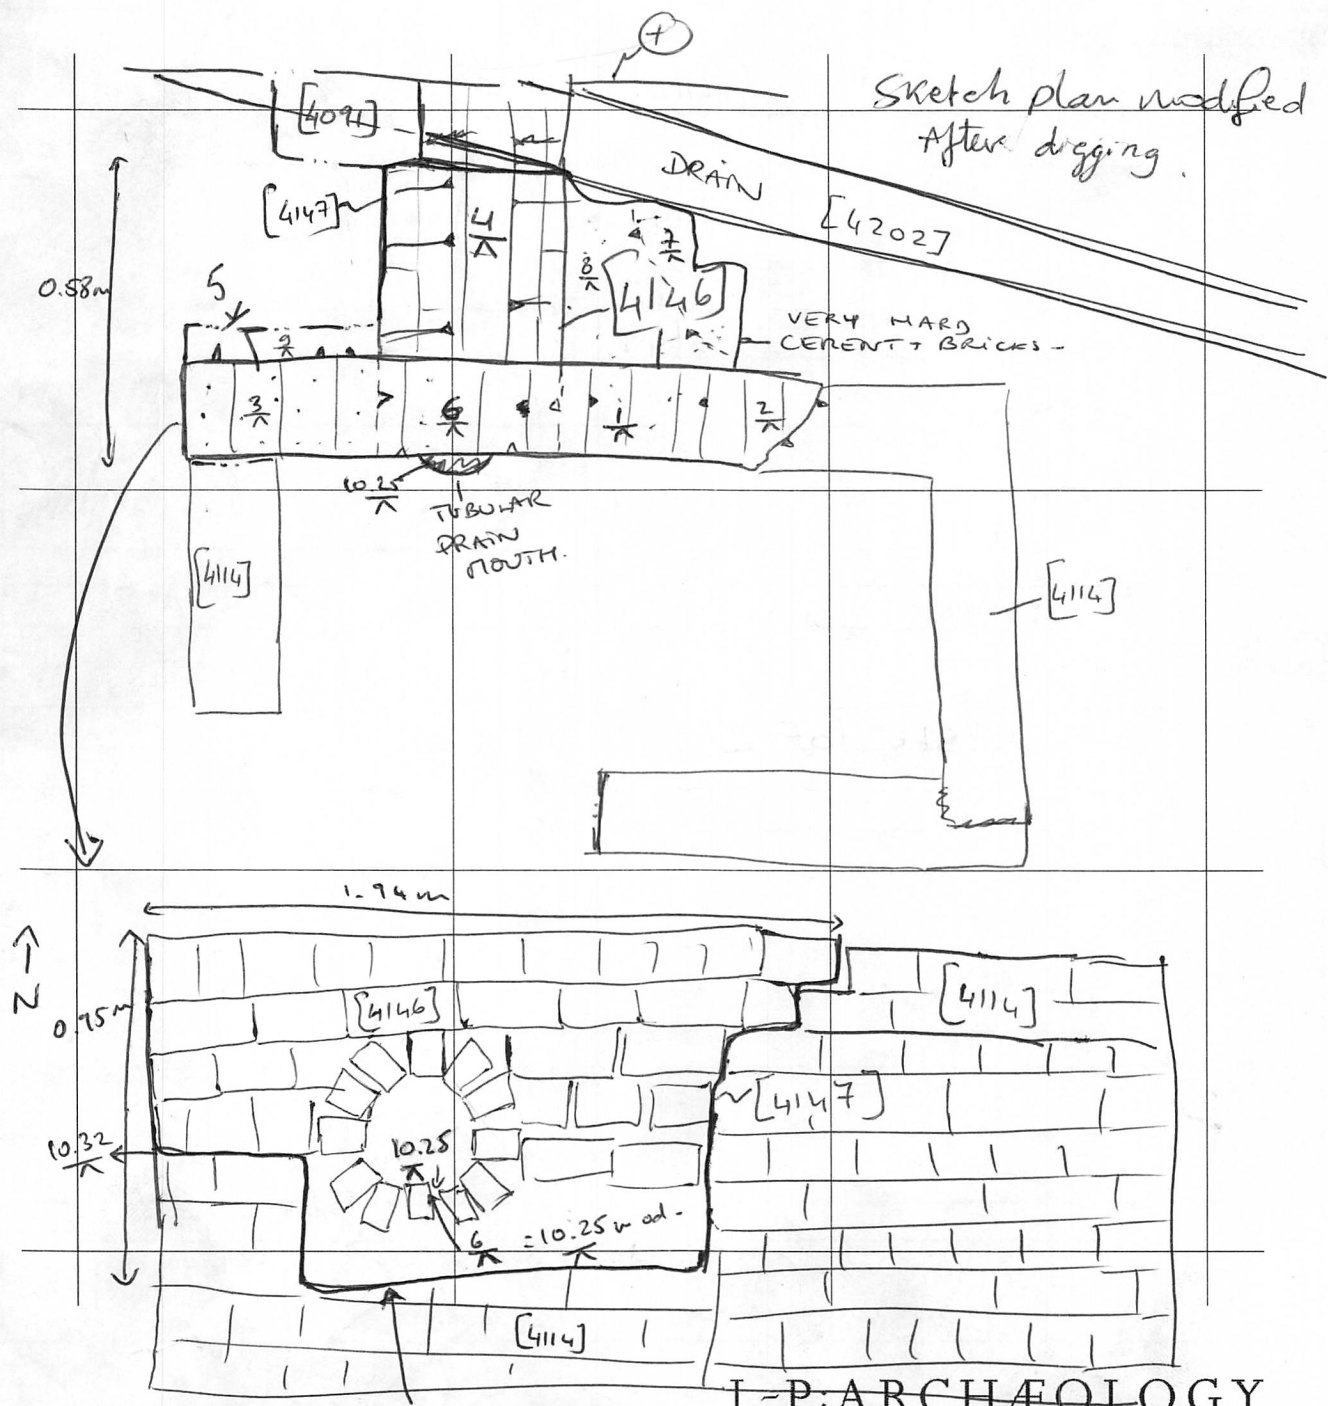 +
Sketch plan modified
After digging.
[4091]
DRAIN
[4202]
[4147]
4
7
8
[4146]
0.58m
5
9
VERY HARD
CEMENT + BRICKS -
3
6
1
2
10.25
TUBULAR
DRAIN
MOUTH.
[4114]
[4114]
1.94m
N
0.95m
[4146]
[4114]
[4147]
10.32
10.25
6 = 10.25m od.
[4114]
L-P:ARCHÆOLOGY